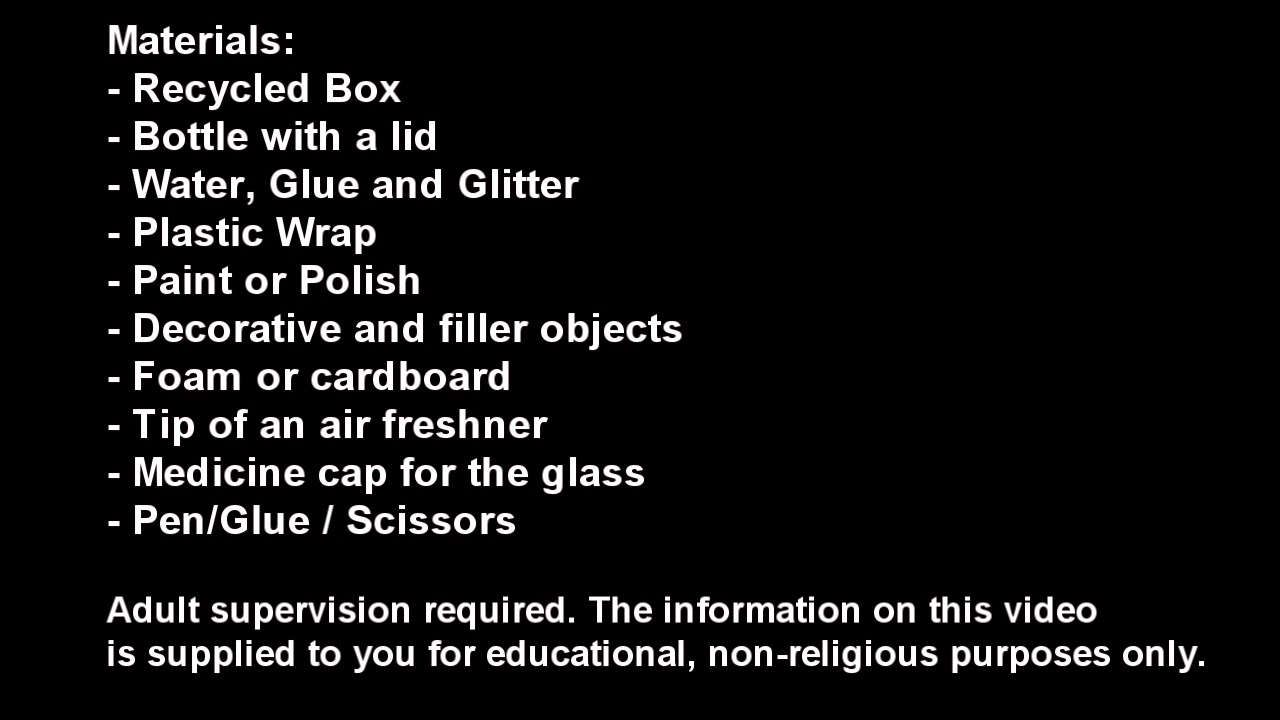 Materials:
- Recycled Box
- Bottle with a lid
- Water, Glue and Glitter
- Plastic Wrap
- Paint or Polish
- Decorative and filler objects
- Foam or cardboard
- Tip of an air freshner
- Medicine cap for the glass
- Pen/Glue / Scissors
Adult supervision required. The information on this video
is supplied to you for educational, non-religious purposes only.